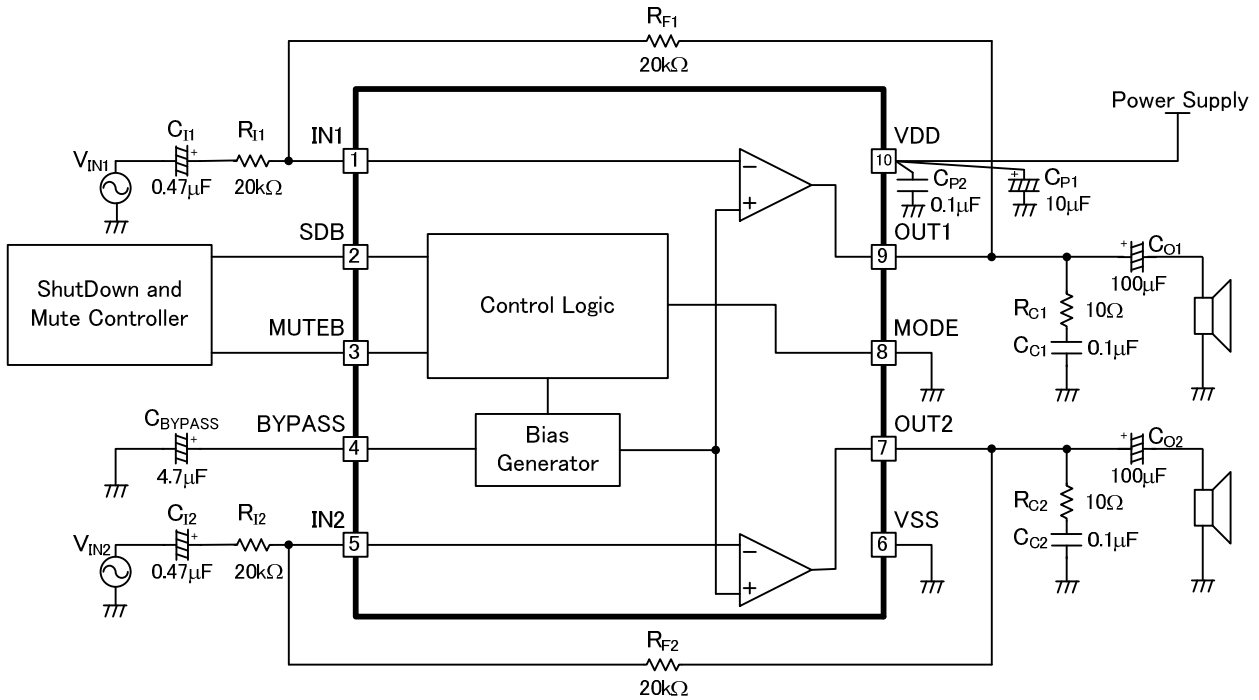 RF1
20kΩ
Power Supply
CI1
+
RI1
IN1
VDD
VIN1
1
10
0.47μF
20kΩ
−
+
CP2
0.1μF
+
CP1
10μF
SDB
OUT1
2
9
+
CO1
100μF
ShutDown and
Mute Controller
Control Logic
RC1
10Ω
MUTEB
MODE
3
8
CC1
0.1μF
CBYPASS
+
BYPASS
OUT2
4
Bias
Generator
7
+
CO2
4.7μF
100μF
CI2
+
RI2
IN2
VSS
RC2
10Ω
VIN2
5
6
CC2
0.1μF
0.47μF
20kΩ
−
+
RF2
20kΩ